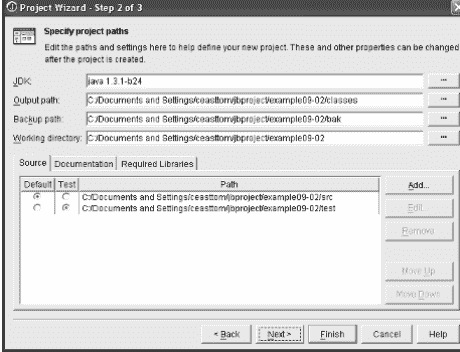 Project Wizard - Step 2 of 3
Specify project paths
Edit the paths and settings here to help define your new project. These and other properties can be changed
after the project is created.
JDK: java 1.3.1-b24 ...
Output path: C:/Documents and Settings/ceasttom/jbproject/example09-02/classes ...
Backup path: C:/Documents and Settings/ceasttom/jbproject/example09-02/bak ...
Working directory: C:/Documents and Settings/ceasttom/jbproject/example09-02 ...
Source Documentation Required Libraries
Default Test Path
C:/Documents and Settings/ceasttom/jbproject/example09-02/src
C:/Documents and Settings/ceasttom/jbproject/example09-02/test
Add...
Edit...
Remove
Move Up
Move Down
< Back Next > Finish Cancel Help